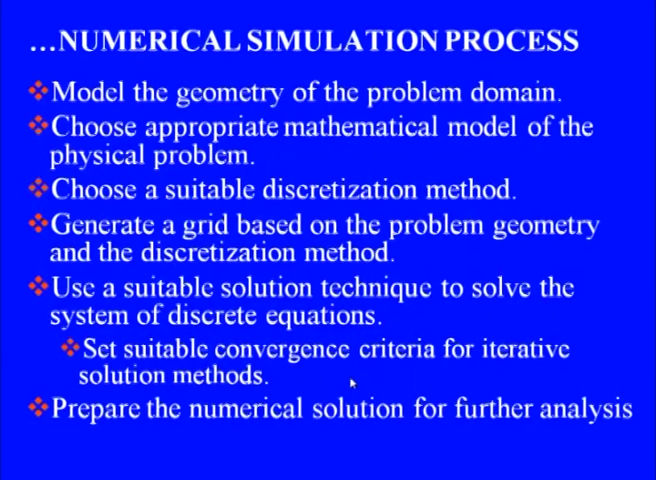 ...NUMERICAL SIMULATION PROCESS
❖Model the geometry of the problem domain.
❖Choose appropriate mathematical model of the
physical problem.
❖Choose a suitable discretization method.
❖Generate a grid based on the problem geometry
and the discretization method.
❖Use a suitable solution technique to solve the
system of discrete equations.
❖Set suitable convergence criteria for iterative
solution methods.
❖Prepare the numerical solution for further analysis